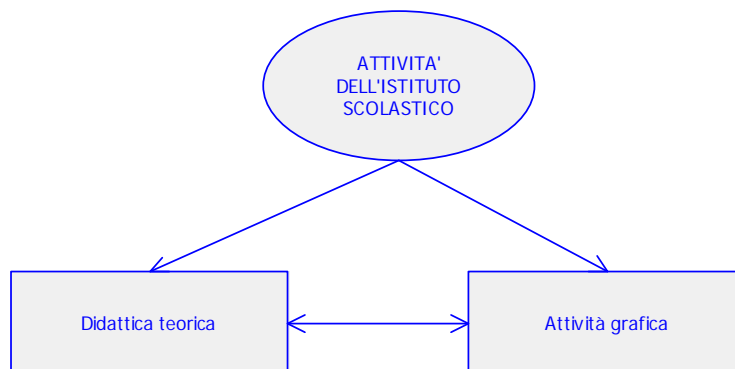 ATTIVITA'
DELL'ISTITUTO
SCOLASTICO
Didattica teorica
Attività grafica